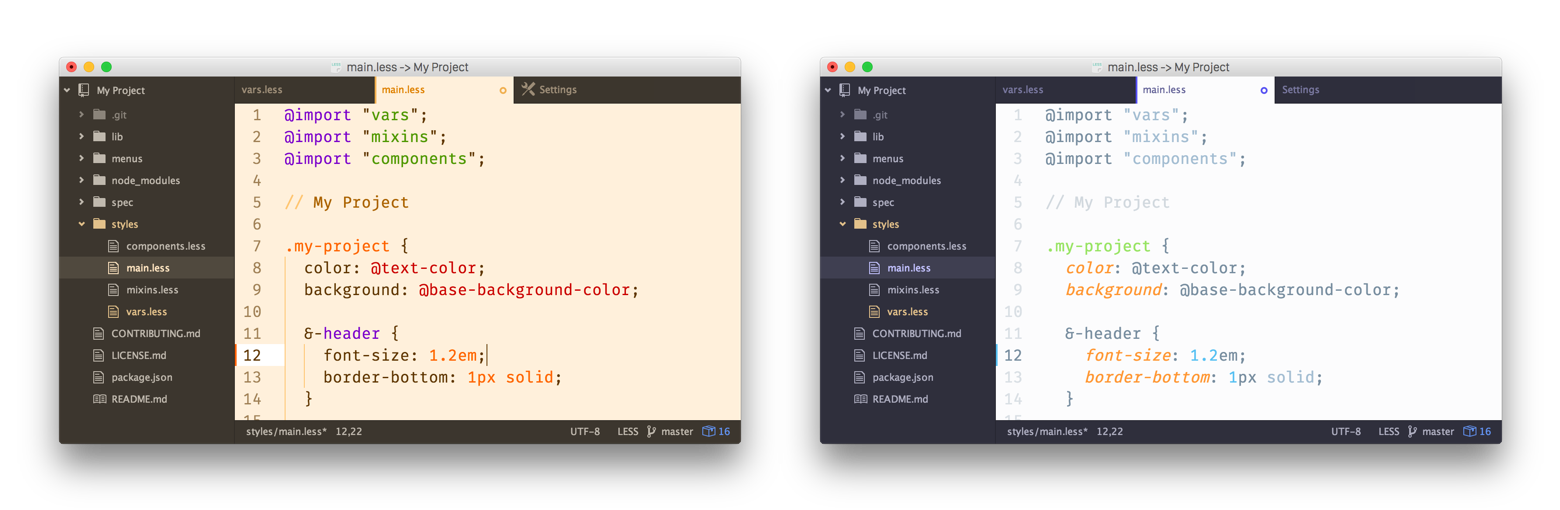 main.less -> My Project
My Project
.git
lib
menus
node_modules
spec
styles
components.less
main.less
mixins.less
vars.less
CONTRIBUTING.md
LICENSE.md
package.json
README.md
vars.less main.less Settings
1 @import "vars";
2 @import "mixins";
3 @import "components";
4
5 // My Project
6
7 .my-project {
8 color: @text-color;
9 background: @base-background-color;
10
11 &-header {
12 font-size: 1.2em;
13 border-bottom: 1px solid;
14 }
15
styles/main.less* 12,22 UTF-8 LESS master 16
main.less -> My Project
My Project
.git
lib
menus
node_modules
spec
styles
components.less
main.less
mixins.less
vars.less
CONTRIBUTING.md
LICENSE.md
package.json
README.md
vars.less main.less Settings
1 @import "vars";
2 @import "mixins";
3 @import "components";
4
5 // My Project
6
7 .my-project {
8 color: @text-color;
9 background: @base-background-color;
10
11 &-header {
12 font-size: 1.2em;
13 border-bottom: 1px solid;
14 }
15
styles/main.less* 12,22 UTF-8 LESS master 16